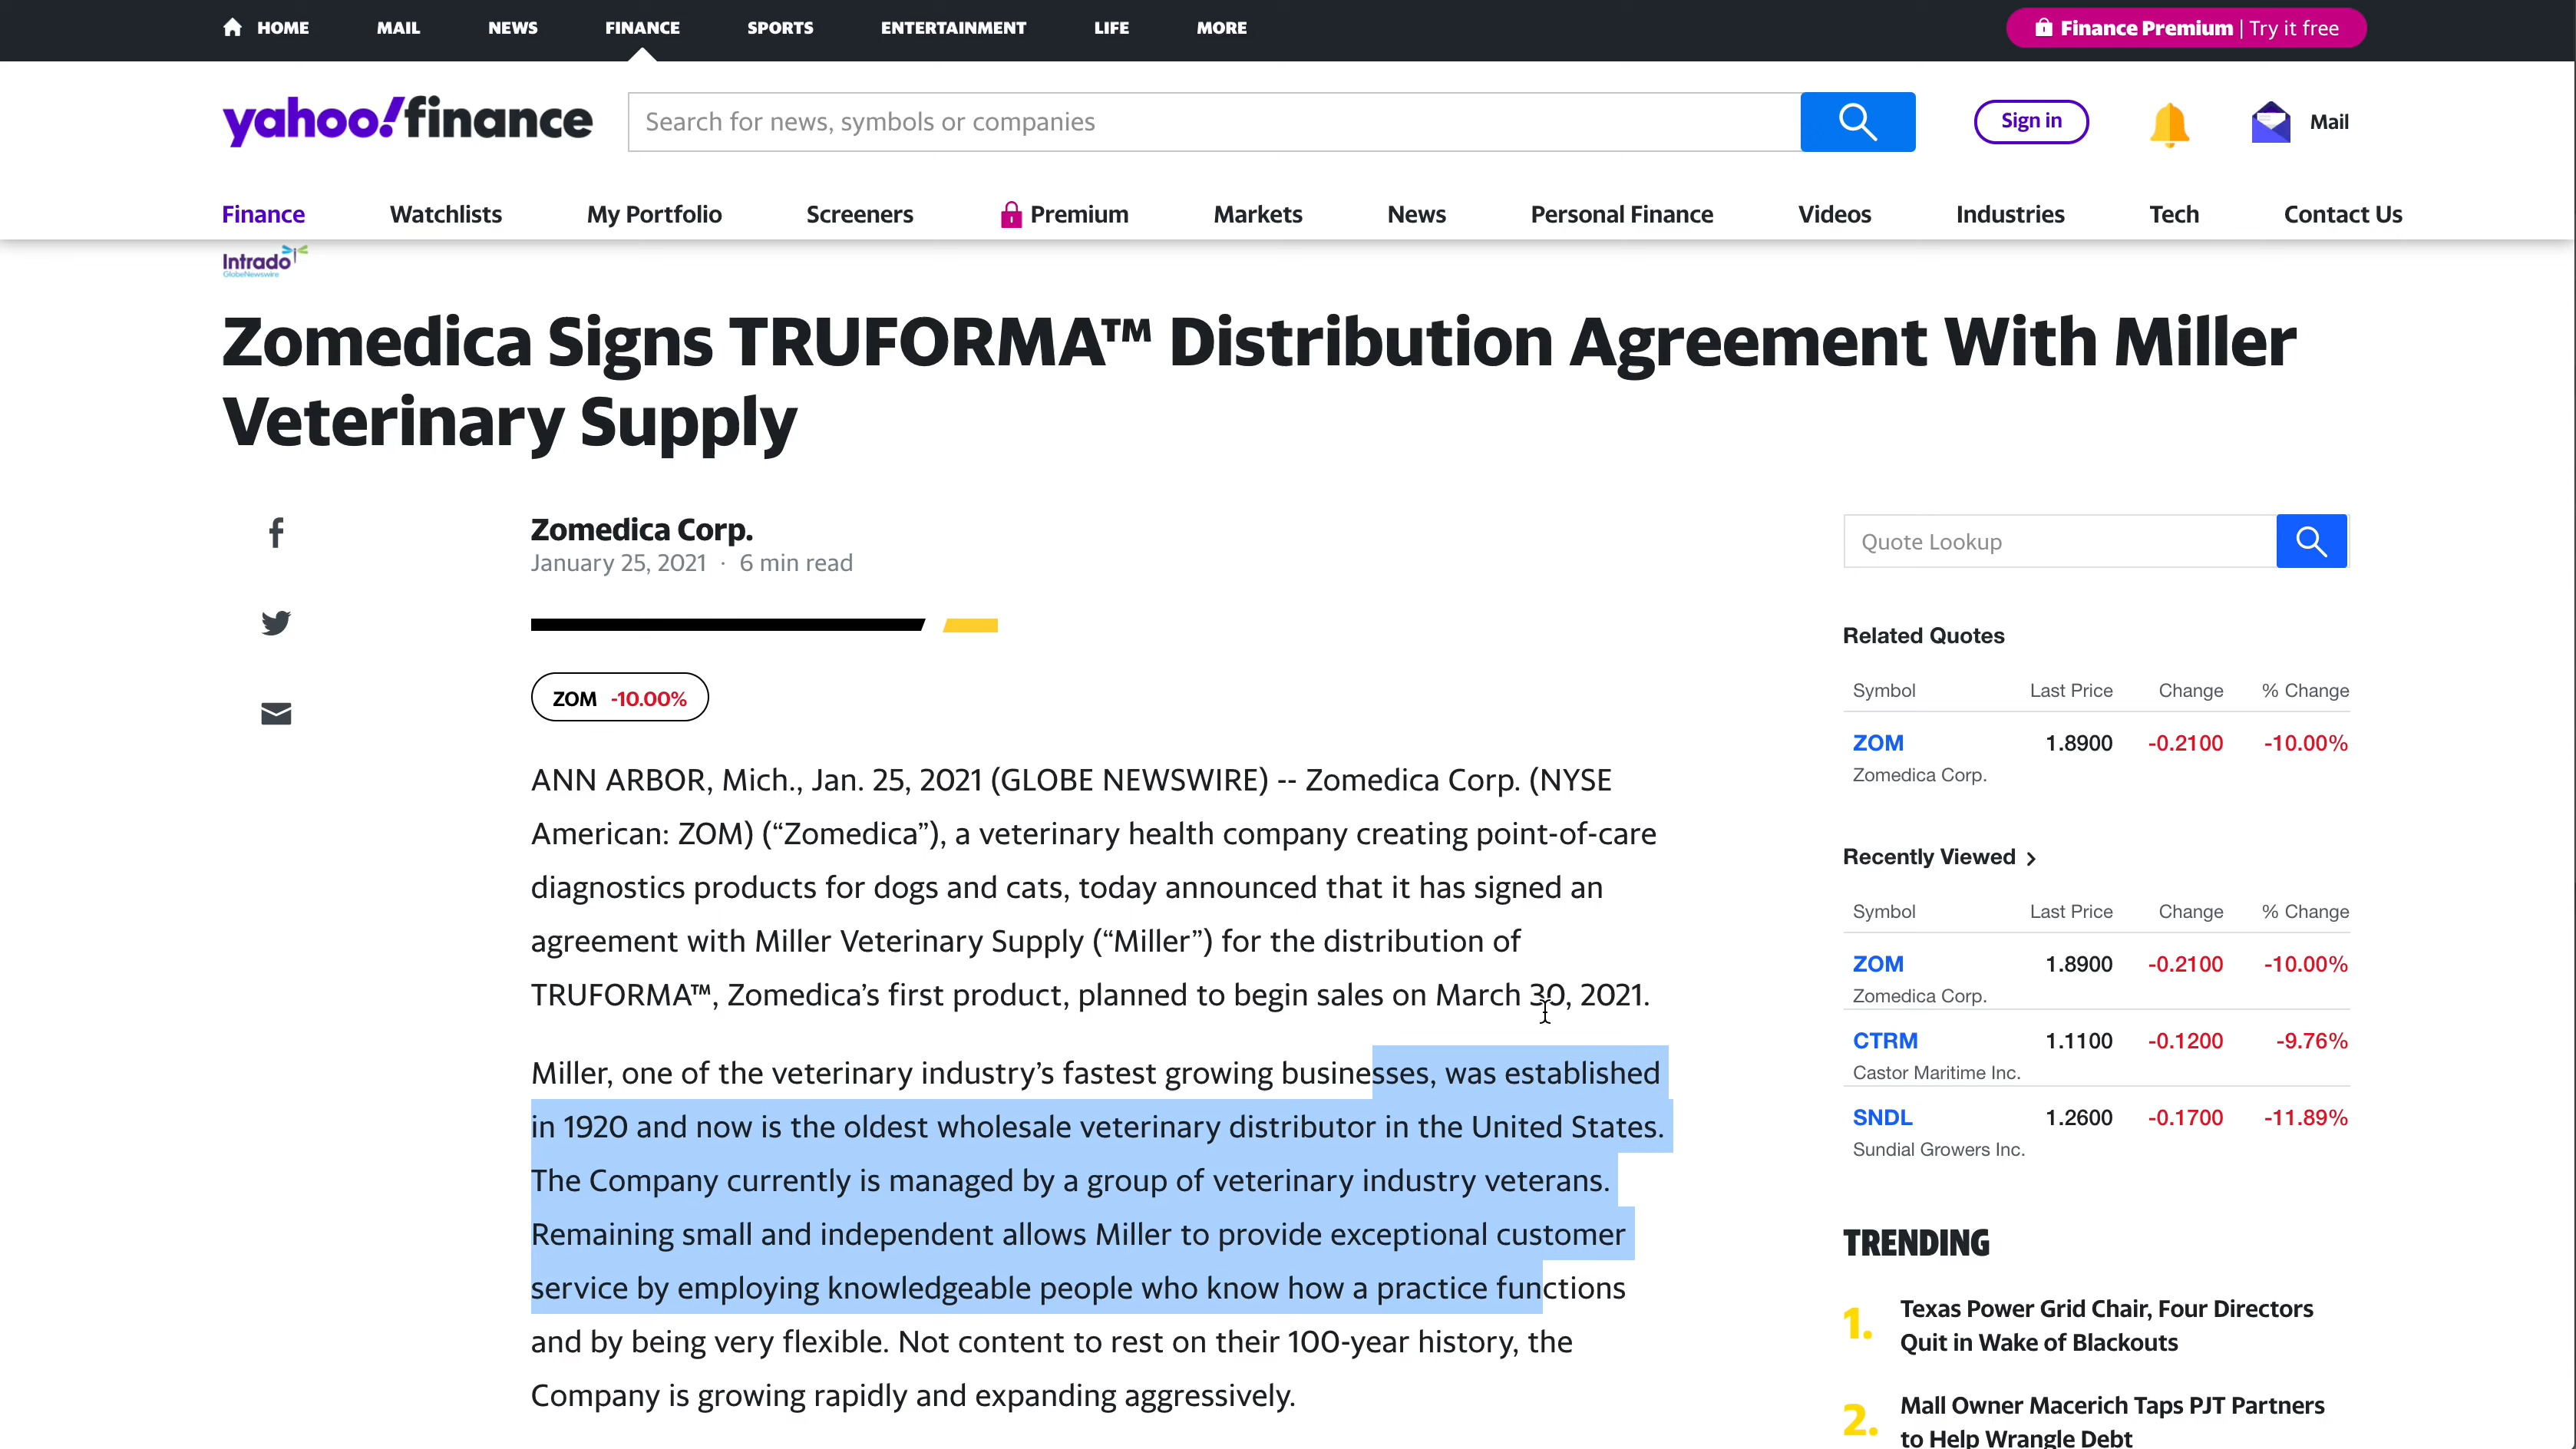 HOME MAIL NEWS FINANCE SPORTS ENTERTAINMENT LIFE MORE Finance Premium | Try it free
yahoo!finance Search for news, symbols or companies Sign in Mail
Finance Watchlists My Portfolio Screeners Premium Markets News Personal Finance Videos Industries Tech Contact Us
Intrado
GlobeNewswire
Zomedica Signs TRUFORMA™ Distribution Agreement With Miller
Veterinary Supply
Zomedica Corp.
January 25, 2021 · 6 min read
ZOM -10.00%
ANN ARBOR, Mich., Jan. 25, 2021 (GLOBE NEWSWIRE) -- Zomedica Corp. (NYSE
American: ZOM) (“Zomedica”), a veterinary health company creating point-of-care
diagnostics products for dogs and cats, today announced that it has signed an
agreement with Miller Veterinary Supply (“Miller”) for the distribution of
TRUFORMA™, Zomedica’s first product, planned to begin sales on March 30, 2021.
Miller, one of the veterinary industry’s fastest growing businesses, was established
in 1920 and now is the oldest wholesale veterinary distributor in the United States.
The Company currently is managed by a group of veterinary industry veterans.
Remaining small and independent allows Miller to provide exceptional customer
service by employing knowledgeable people who know how a practice functions
and by being very flexible. Not content to rest on their 100-year history, the
Company is growing rapidly and expanding aggressively.
Quote Lookup
Related Quotes
Symbol Last Price Change % Change
ZOM 1.8900 -0.2100 -10.00%
Zomedica Corp.
Recently Viewed
Symbol Last Price Change % Change
ZOM 1.8900 -0.2100 -10.00%
Zomedica Corp.
CTRM 1.1100 -0.1200 -9.76%
Castor Maritime Inc.
SNDL 1.2600 -0.1700 -11.89%
Sundial Growers Inc.
TRENDING
1. Texas Power Grid Chair, Four Directors
Quit in Wake of Blackouts
2. Mall Owner Macerich Taps PJT Partners
to Help Wrangle Debt